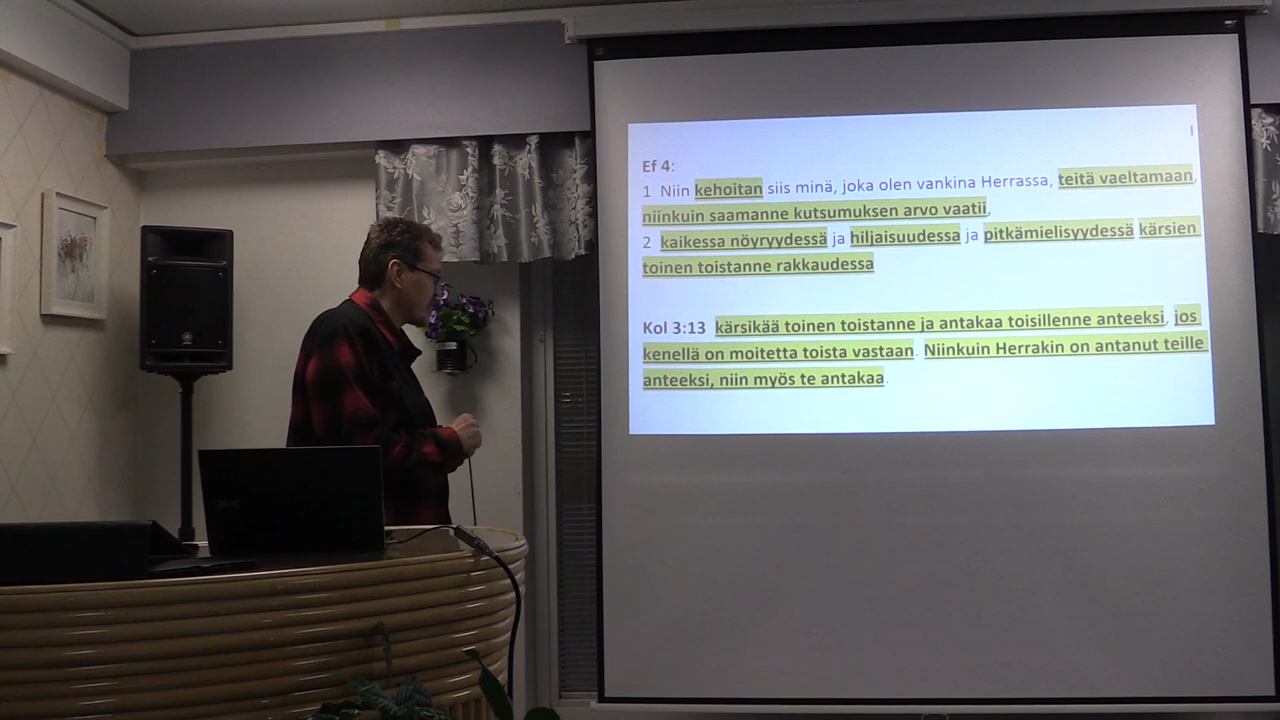 Ef 4:
1 Niin kehoitan siis minä, joka olen vankina Herrassa, teitä vaeltamaan,
niinkuin saamanne kutsumuksen arvo vaatii,
2 kaikessa nöyryydessä ja hiljaisuudessa ja pitkämielisyydessä kärsien
toinen toistanne rakkaudessa
Kol 3:13 kärsikää toinen toistanne ja antakaa toisillenne anteeksi, jos
kenellä on moitetta toista vastaan. Niinkuin Herrakin on antanut teille
anteeksi, niin myös te antakaa.